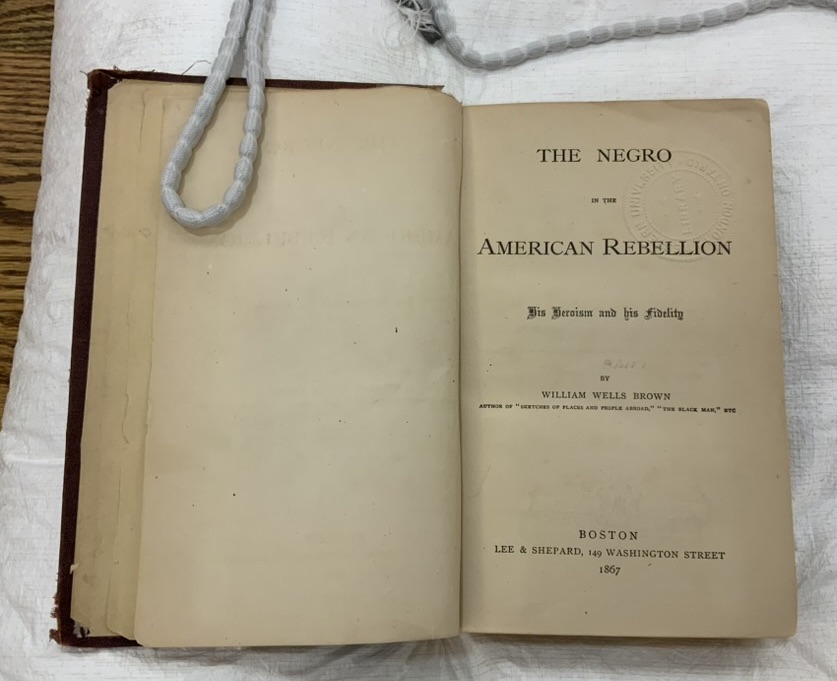 THE NEGRO
IN THE
AMERICAN REBELLION
His Heroism and his Fidelity
BY
WILLIAM WELLS BROWN
AUTHOR OF "SKETCHES OF PLACES AND PEOPLE ABROAD," "THE BLACK MAN," ETC
BOSTON
LEE & SHEPARD, 149 WASHINGTON STREET
1867